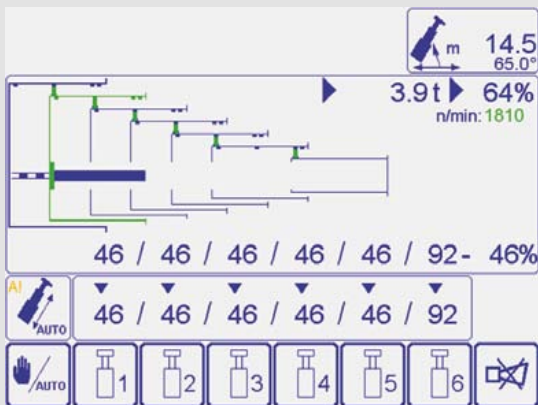 m 14.5
65.0°
3.9 t 64%
n/min: 1810
46 / 46 / 46 / 46 / 46 / 92 - 46%
A!
AUTO
46 / 46 / 46 / 46 / 46 / 92
/AUTO 1 2 3 4 5 6